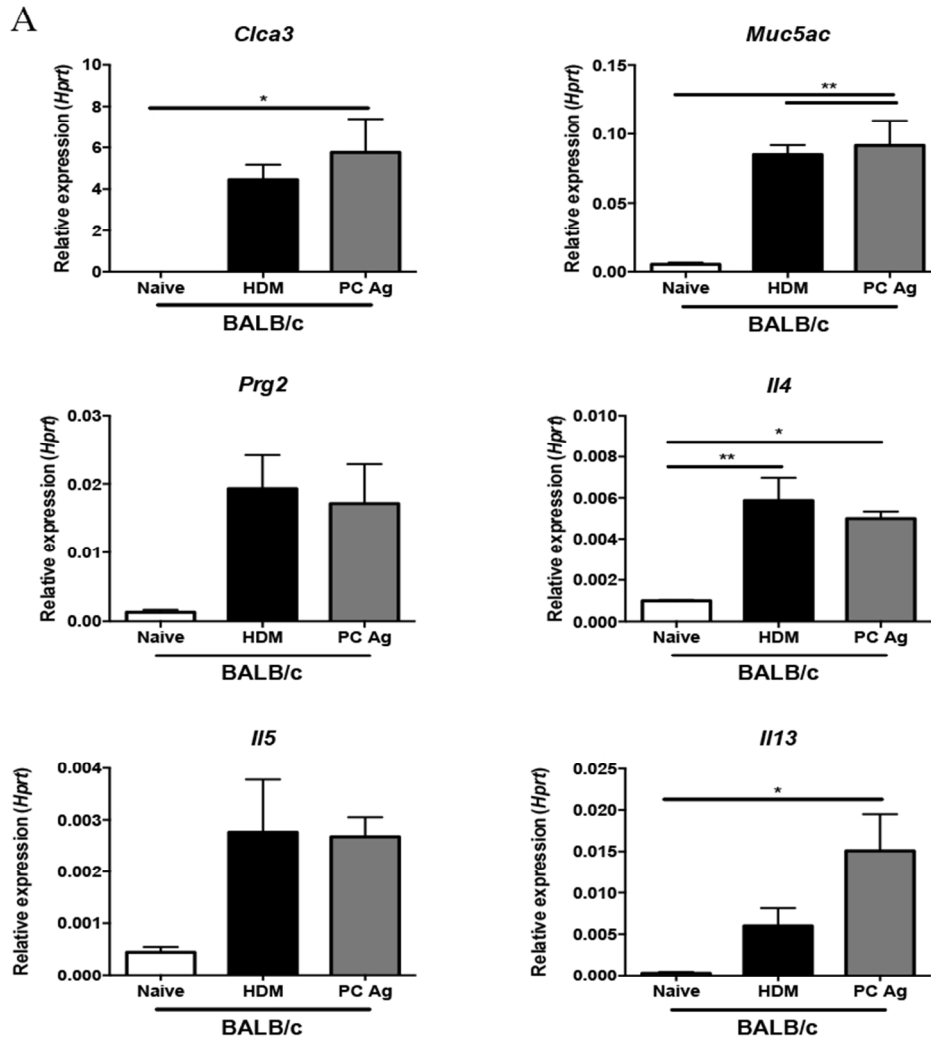 A
Clca3
Relative expression (Hprt)
10
8
6
4
2
0
*
Naive HDM PC Ag
BALB/c
Muc5ac
Relative expression (Hprt)
0.15
0.10
0.05
0.00
**
Naive HDM PC Ag
BALB/c
Prg2
Relative expression (Hprt)
0.03
0.02
0.01
0.00
Naive HDM PC Ag
BALB/c
Il4
Relative expression (Hprt)
0.010
0.008
0.006
0.004
0.002
0.000
*
**
Naive HDM PC Ag
BALB/c
Il5
Relative expression (Hprt)
0.004
0.003
0.002
0.001
0.000
Naive HDM PC Ag
BALB/c
Il13
Relative expression (Hprt)
0.025
0.020
0.015
0.010
0.005
0.000
*
Naive HDM PC Ag
BALB/c